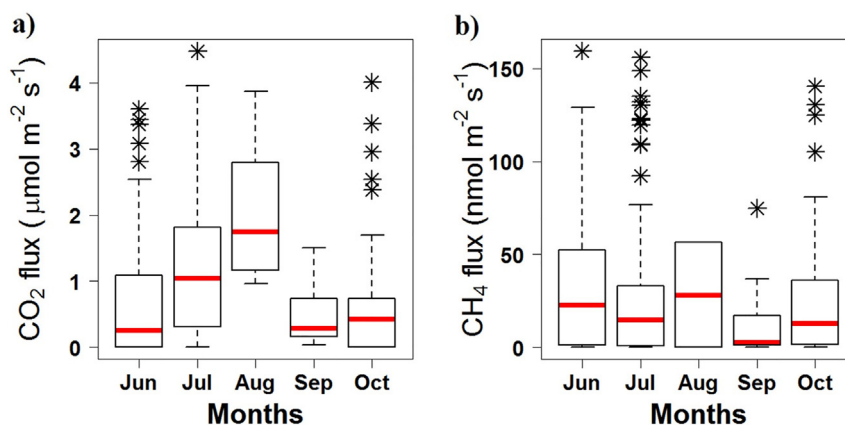 a)
CO₂ flux ( μmol m⁻² s⁻¹)
4
3
2
1
0
Jun Jul Aug Sep Oct
Months
b)
CH₄ flux (nmol m⁻² s⁻¹)
150
100
50
0
Jun Jul Aug Sep Oct
Months